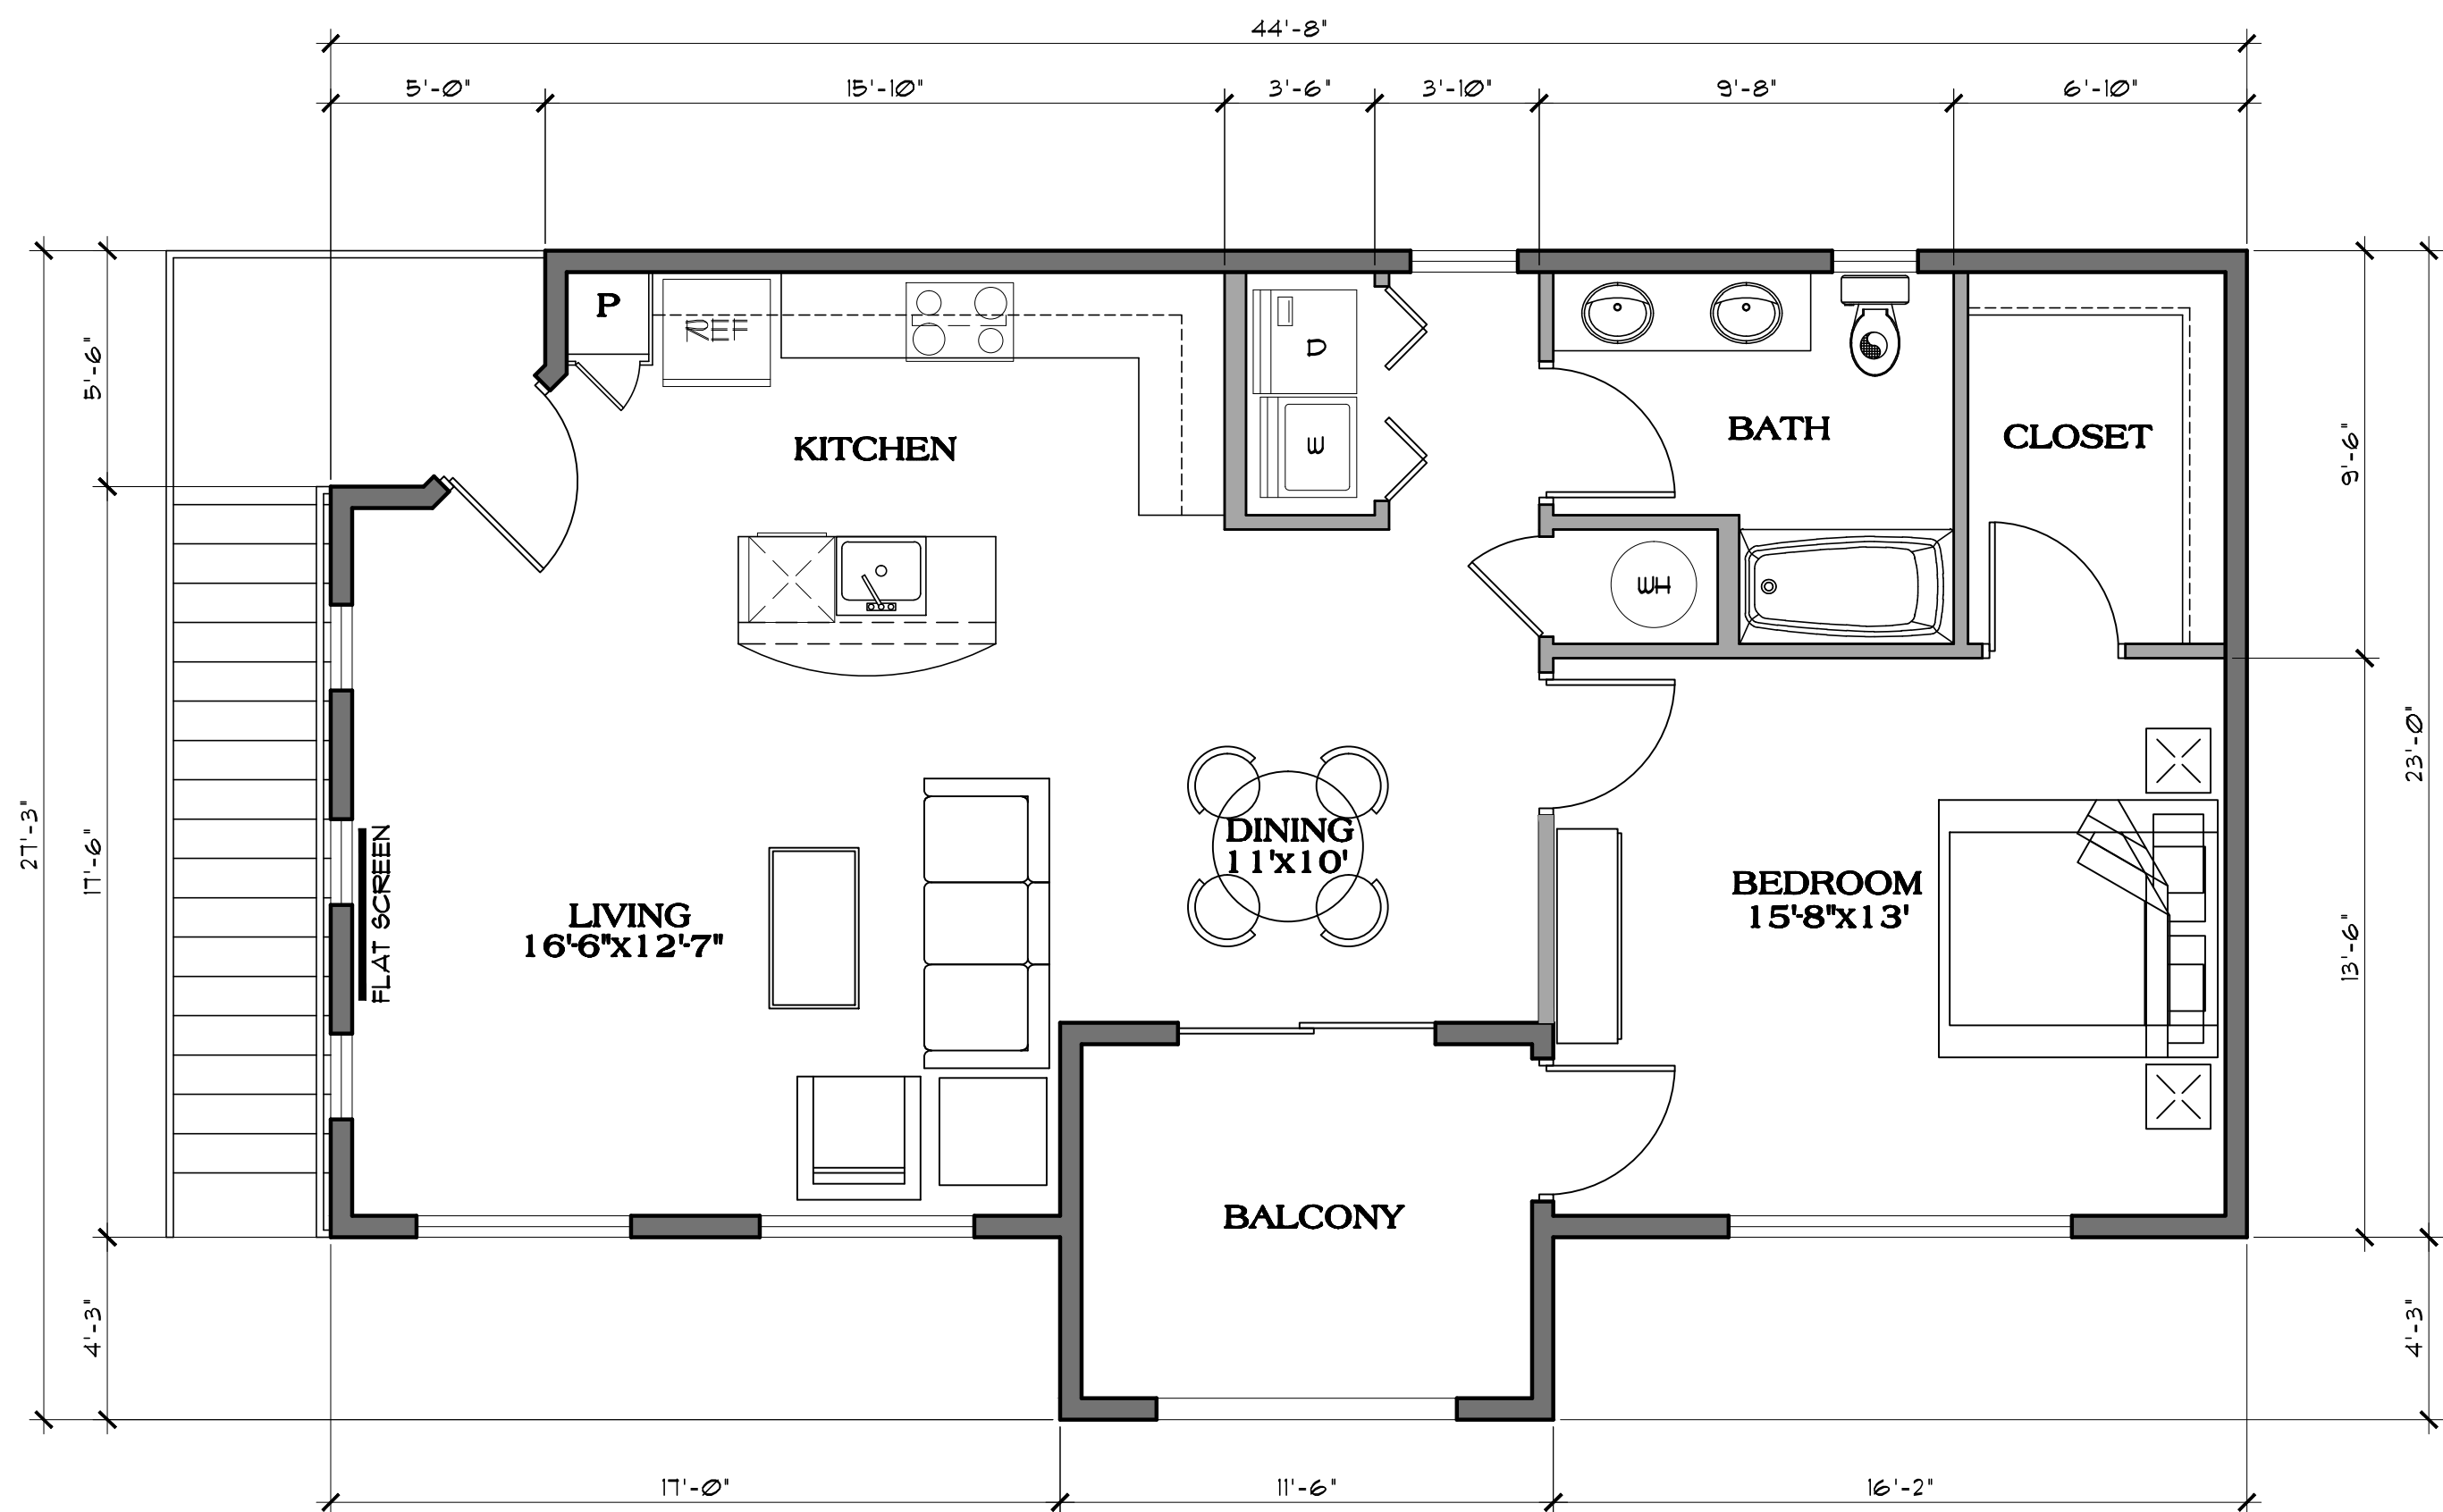 44'-8"
5'-0"
15'-10"
3'-6"
3'-10"
9'-8"
6'-10"
P
REF
D
W
KITCHEN
BATH
CLOSET
5'-6"
9'-6"
WH
27'-3"
17'-6"
FLAT SCREEN
LIVING
16'-6"X12'-7"
DINING
11'X10'
BEDROOM
15'-8"X13'
23'-0"
13'-6"
BALCONY
4'-3"
4'-3"
17'-0"
11'-6"
16'-2"